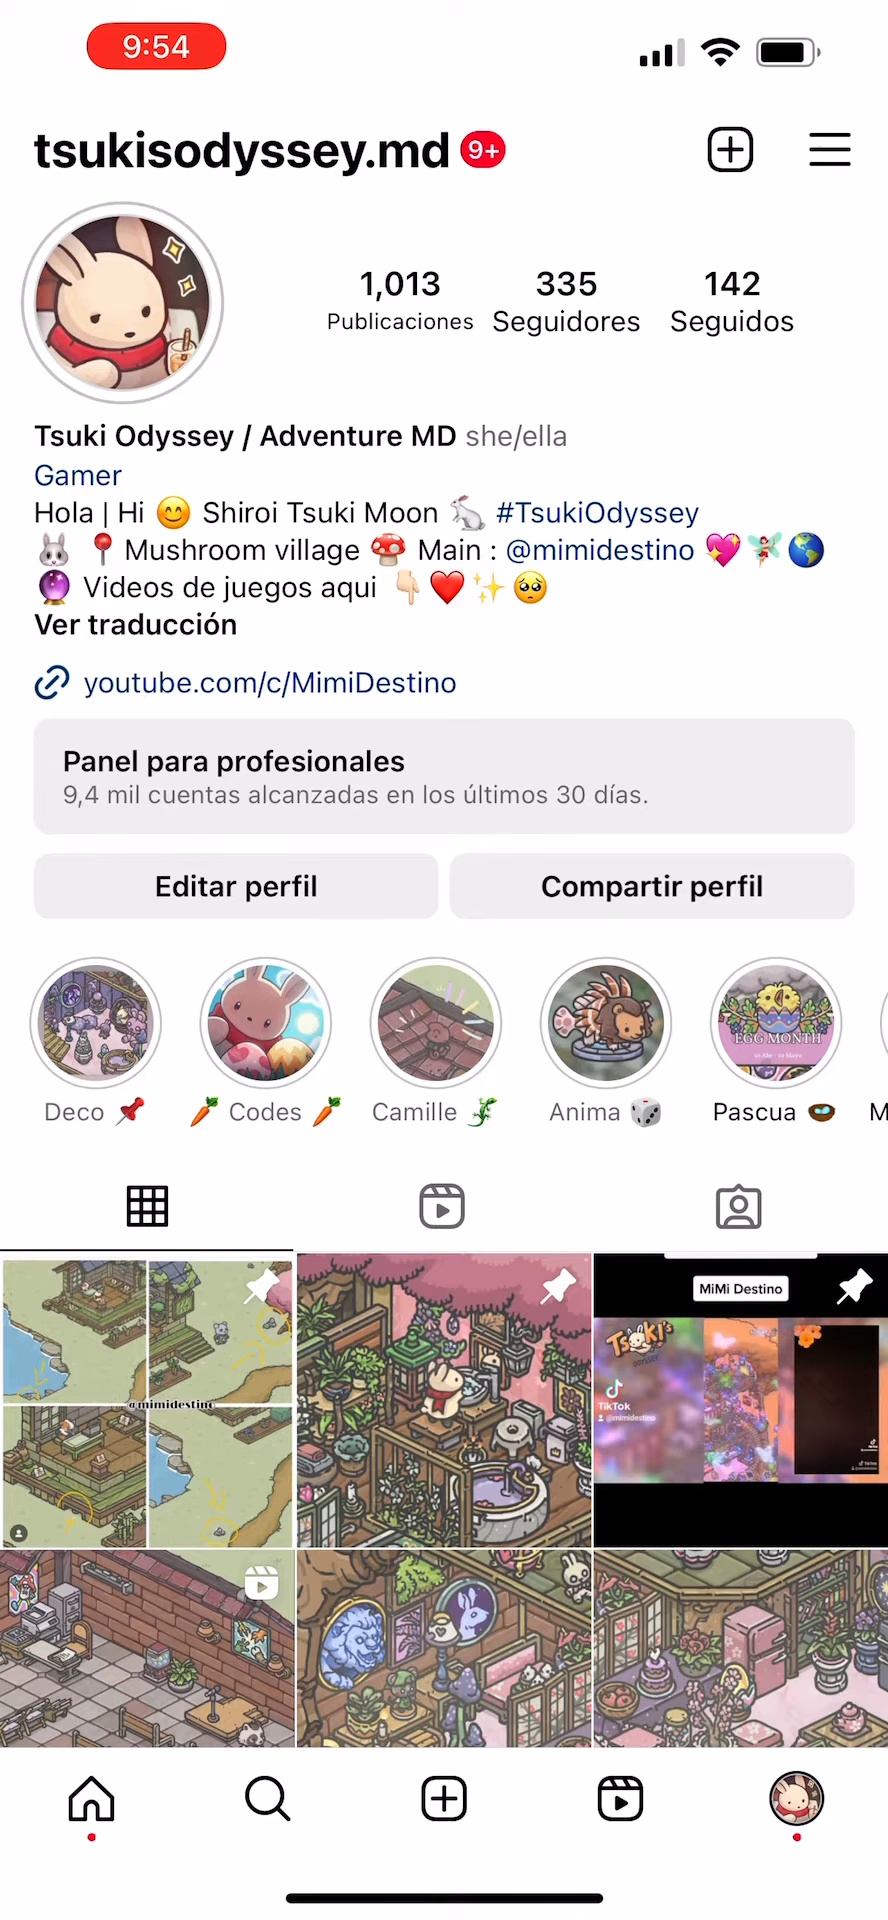 9:54
tsukisodyssey.md 9+
1,013 335 142
Publicaciones Seguidores Seguidos
Tsuki Odyssey / Adventure MD she/ella
Gamer
Hola | Hi 😊 Shiroi Tsuki Moon 🐇 #TsukiOdyssey
🐰 📍 Mushroom village 🍄 Main : @mimidestino 💖 🧚🏻‍♀️ 🌎
🔮 Videos de juegos aqui 👇🏻❤️✨🥺
Ver traducción
youtube.com/c/MimiDestino
Panel para profesionales
9,4 mil cuentas alcanzadas en los últimos 30 días.
Editar perfil Compartir perfil
EGG MONTH
Deco 📌 🥕 Codes 🥕 Camille 🦎 Anima 🎲 Pascua 🪺 M
MiMi Destino
Tsuki's
ODYSSEY
TikTok
@mimidestino
@mimidestino